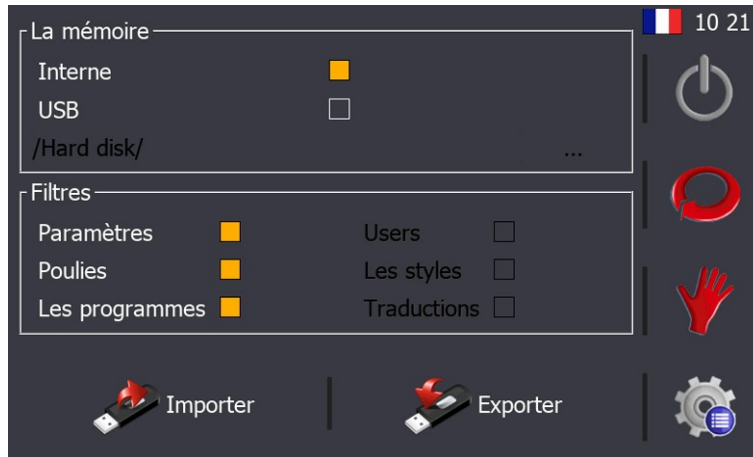 La mémoire
10 21
Interne
USB
/Hard disk/ ...
Filtres
Paramètres Users
Poulies Les styles
Les programmes Traductions
Importer Exporter